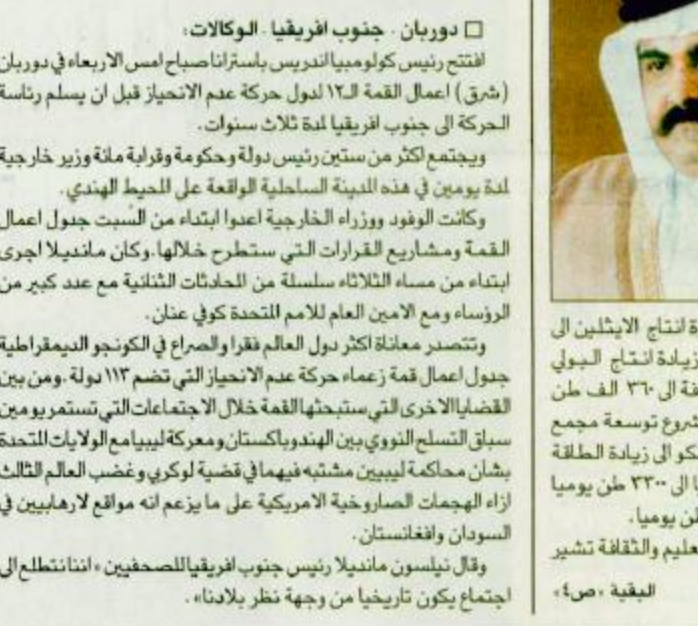 □ دوربان - جنوب افريقيا - الوكالات:
افتتح رئيس كولومبيا اندريس باسترانا صباح امس الاربعاء في دوربان
(شرق) اعمال القمة الـ١٢ لدول حركة عدم الانحياز قبل ان يسلم رئاسة
الحركة الى جنوب افريقيا لمدة ثلاث سنوات.
ويجتمع اكثر من ستين رئيس دولة وحكومة وقرابة مائة وزير خارجية
لمدة يومين في هذه المدينة الساحلية الواقعة على المحيط الهندي.
وكانت الوفود ووزراء الخارجية اعدوا ابتداء من السبت جدول اعمال
القمة ومشاريع القرارات التي ستطرح خلالها.وكان مانديلا اجرى
ابتداء من مساء الثلاثاء سلسلة من المحادثات الثنائية مع عدد كبير من
الرؤساء ومع الامين العام للامم المتحدة كوفي عنان.
وتتصدر معاناة اكثر دول العالم فقرا والصراع في الكونجو الديمقراطية
جدول اعمال قمة زعماء حركة عدم الانحياز التي تضم ١١٣ دولة .ومن بين
القضايا الاخرى التي ستبحثها القمة خلال الاجتماعات التي تستمر يومين
سباق التسلح النووي بين الهند وباكستان ومعركة ليبيا مع الولايات المتحدة
بشان محاكمة ليبيين مشتبه فيهما في قضية لوكربي وغضب العالم الثالث
ازاء الهجمات الصاروخية الامريكية على ما يزعم انه مواقع لارهابيين في
السودان وافغانستان.
وقال نيلسون مانديلا رئيس جنوب افريقيا للصحفيين «اننا نتطلع الى
اجتماع يكون تاريخيا من وجهة نظر بلادنا».
انتاج الايثلين الى
زيادة انتاج البولي
الى ٣٦٠ الف طن
توسعة مجمع
الى زيادة الطاقة
الى ٣٣٠٠ طن يوميا
يوميا.
والثقافة تشير
البقية «ص٤»